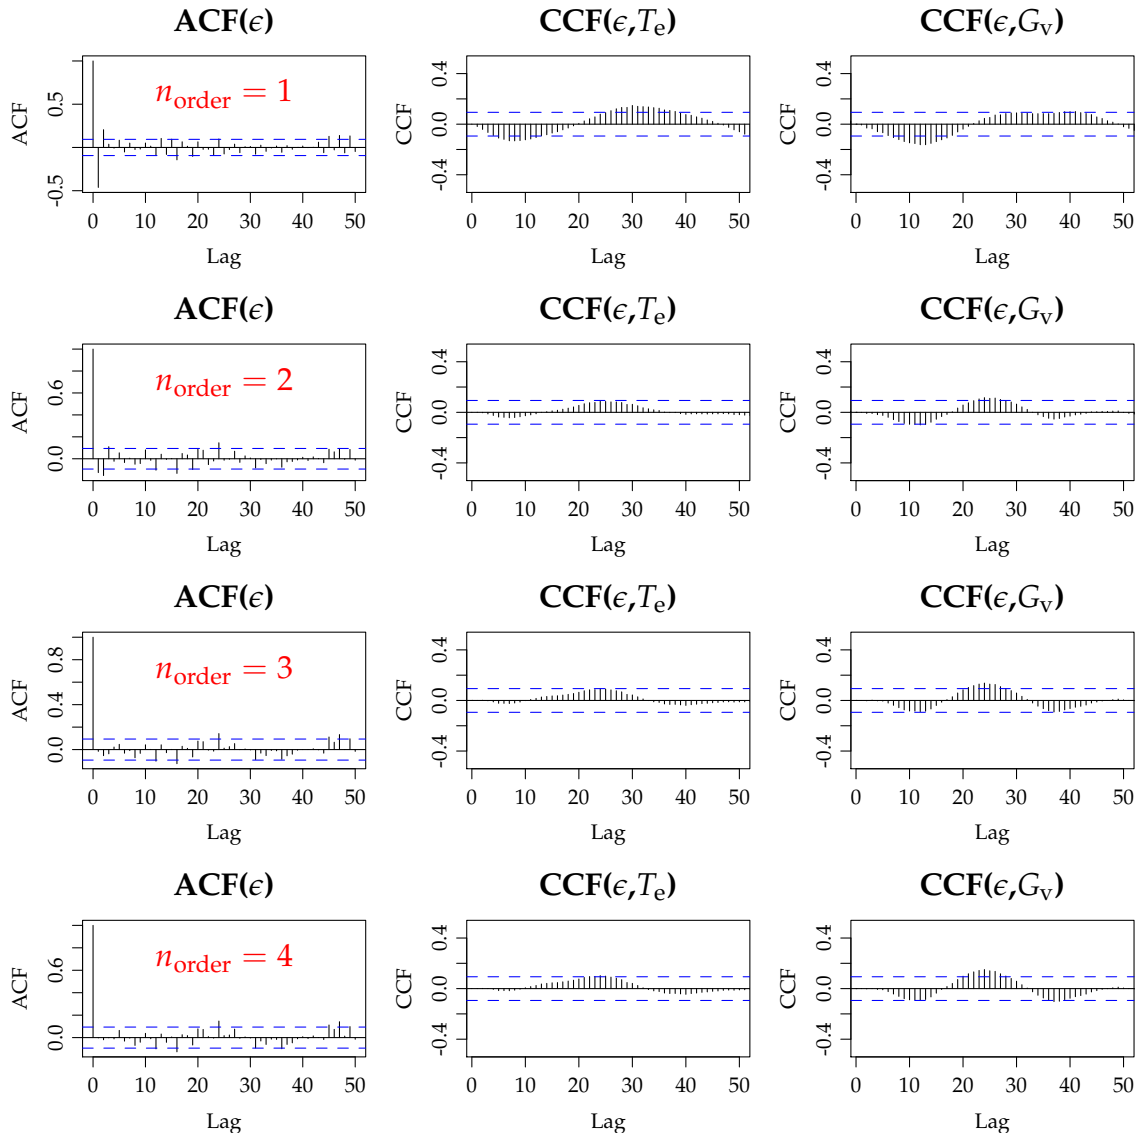 ACF(ϵ) CCF(ϵ,Te) CCF(ϵ,Gv)
norder = 1
ACF -0.5 0.5
CCF -0.4 0.0 0.4
CCF -0.4 0.0 0.4
0 10 20 30 40 50 0 10 20 30 40 50 0 10 20 30 40 50
Lag Lag Lag
ACF(ϵ) CCF(ϵ,Te) CCF(ϵ,Gv)
norder = 2
ACF 0.0 0.6
CCF -0.4 0.0 0.4
CCF -0.4 0.0 0.4
0 10 20 30 40 50 0 10 20 30 40 50 0 10 20 30 40 50
Lag Lag Lag
ACF(ϵ) CCF(ϵ,Te) CCF(ϵ,Gv)
norder = 3
ACF 0.0 0.4 0.8
CCF -0.4 0.0 0.4
CCF -0.4 0.0 0.4
0 10 20 30 40 50 0 10 20 30 40 50 0 10 20 30 40 50
Lag Lag Lag
ACF(ϵ) CCF(ϵ,Te) CCF(ϵ,Gv)
norder = 4
ACF 0.0 0.6
CCF -0.4 0.0 0.4
CCF -0.4 0.0 0.4
0 10 20 30 40 50 0 10 20 30 40 50 0 10 20 30 40 50
Lag Lag Lag